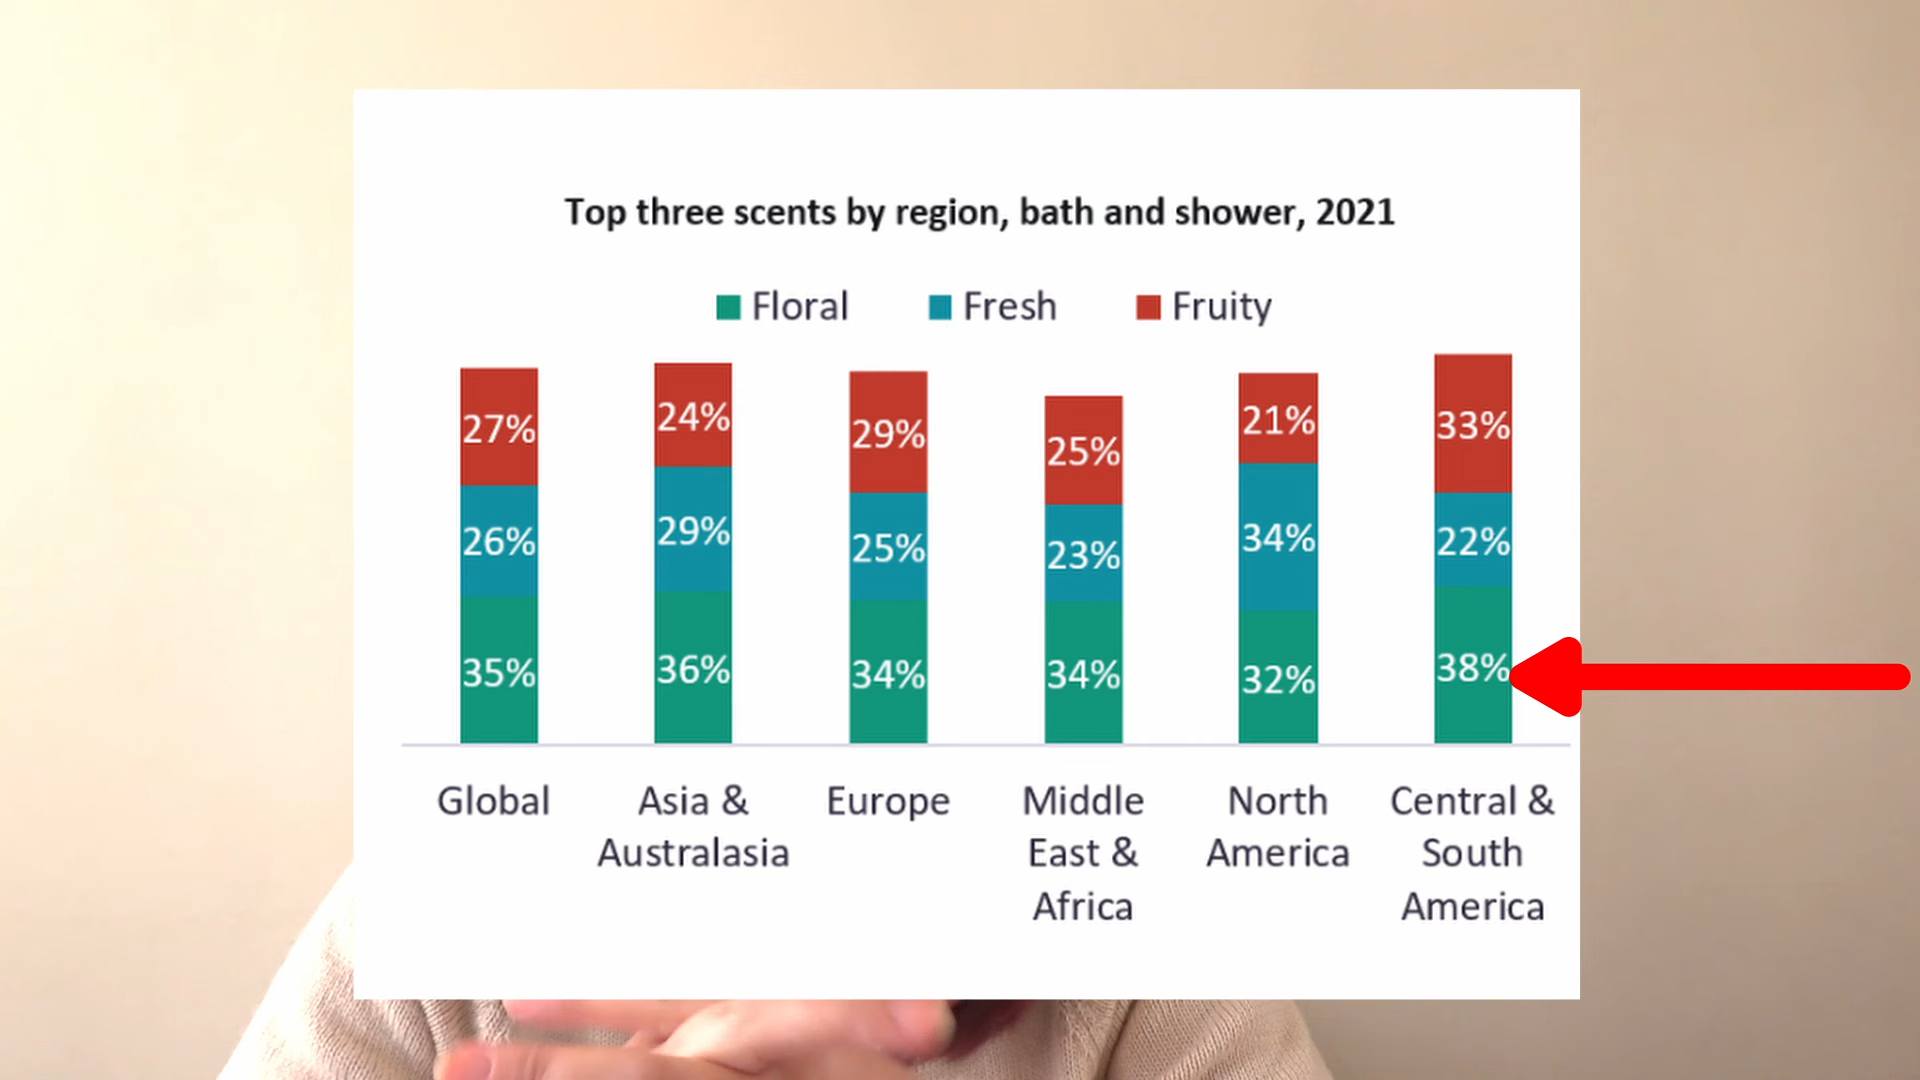 Top three scents by region, bath and shower, 2021
Floral Fresh Fruity
27% 24% 29% 25% 21% 33%
26% 29% 25% 23% 34% 22%
35% 36% 34% 34% 32% 38%
Global
Asia &
Australasia
Europe
Middle
East &
Africa
North
America
Central &
South
America